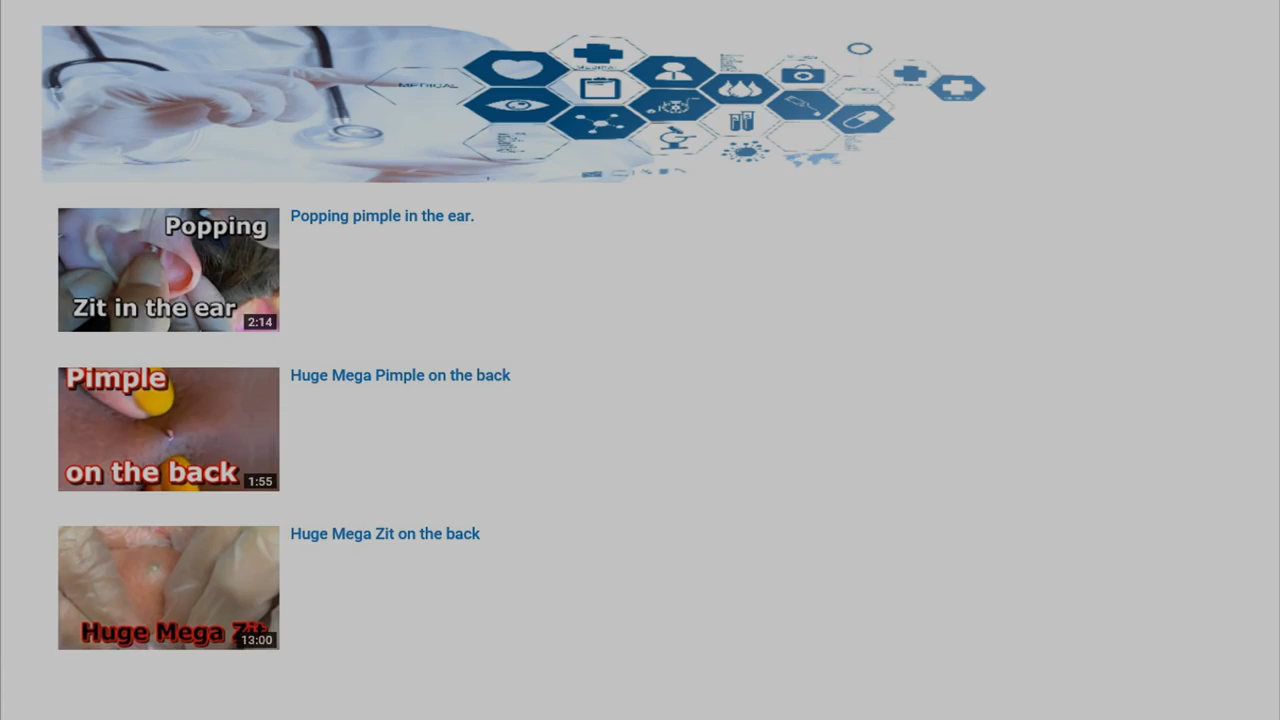 MEDICAL
Popping
Zit in the ear
2:14
Popping pimple in the ear.
Pimple
on the back
1:55
Huge Mega Pimple on the back
Huge Mega
13:00
Huge Mega Zit on the back